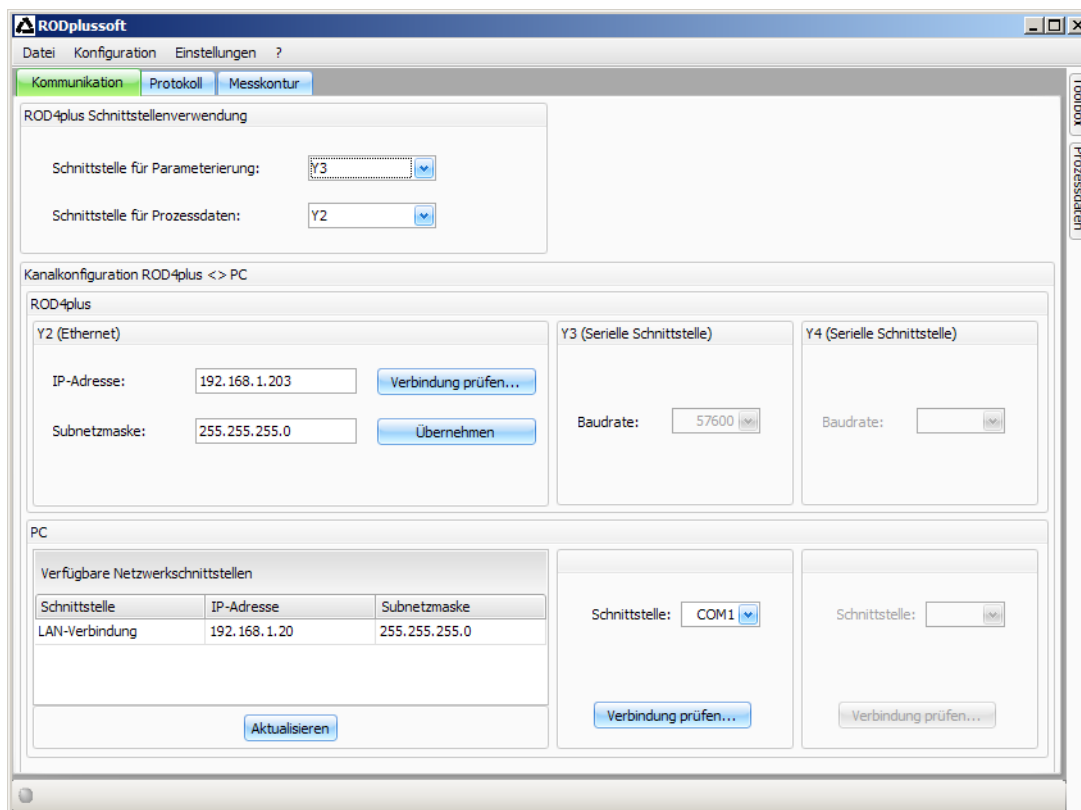 RODplussoft
Datei Konfiguration Einstellungen ?
Kommunikation Protokoll Messkontur
Toolbox
Prozessdaten
ROD4plus Schnittstellenverwendung
Schnittstelle für Parameterierung: Y3
Schnittstelle für Prozessdaten: Y2
Kanalkonfiguration ROD4plus <> PC
ROD4plus
Y2 (Ethernet)
IP-Adresse: 192.168.1.203 Verbindung prüfen...
Subnetzmaske: 255.255.255.0 Übernehmen
Y3 (Serielle Schnittstelle)
Baudrate: 57600
Y4 (Serielle Schnittstelle)
Baudrate:
PC
Verfügbare Netzwerkschnittstellen
Schnittstelle IP-Adresse Subnetzmaske
LAN-Verbindung 192.168.1.20 255.255.255.0
Aktualisieren
Schnittstelle: COM1
Verbindung prüfen...
Schnittstelle:
Verbindung prüfen...